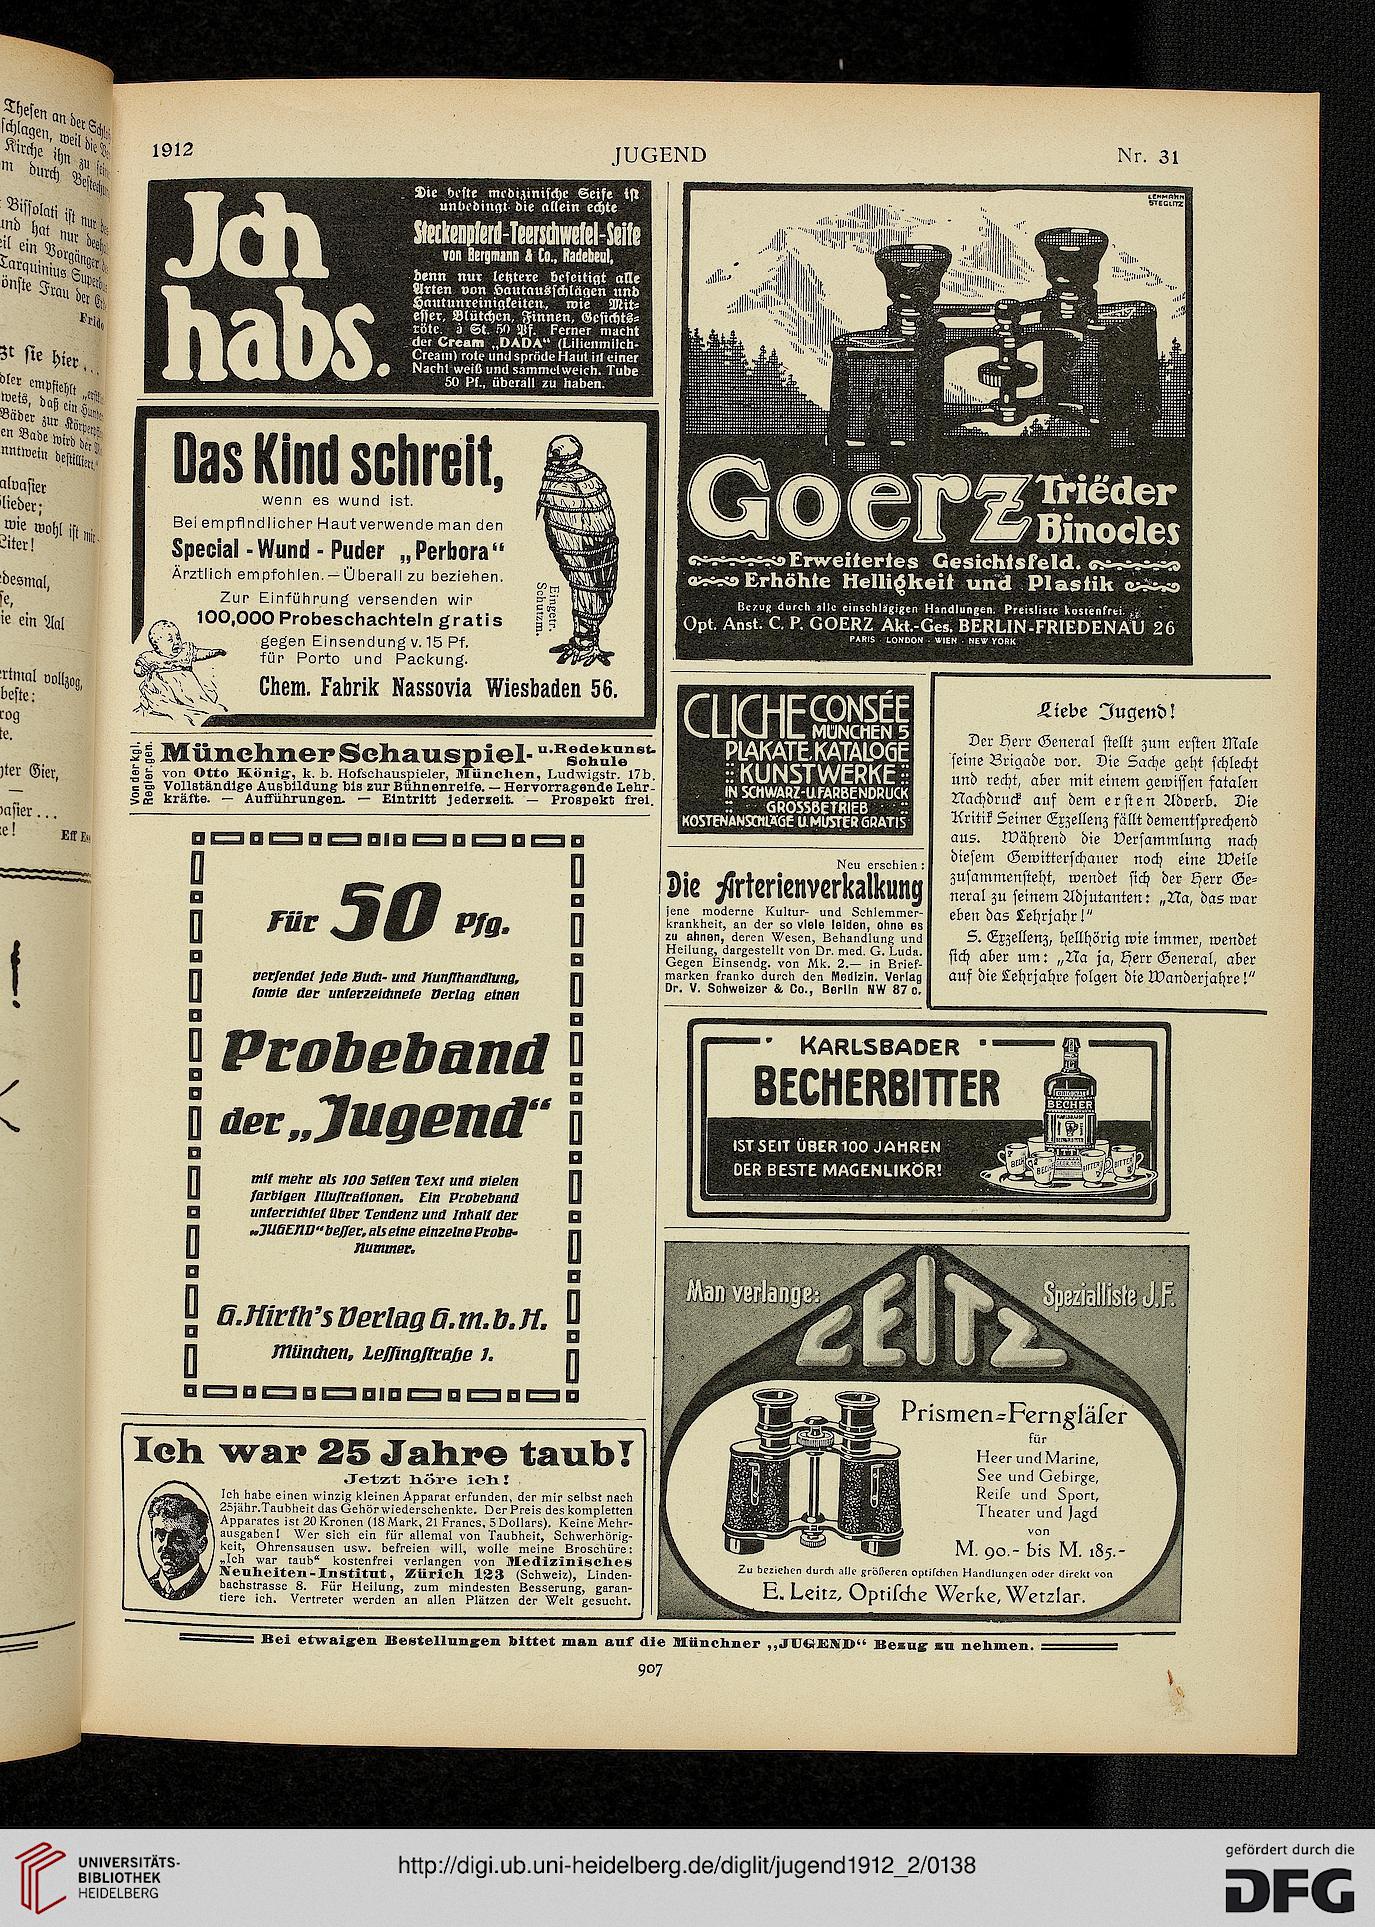 1912
JUGEND
Nr. 31
Ich
habs.
Die beste medizinische Seife ist
unbedingt die allein echte
Steckenpferd-Teerschwefel-Seife
von Bergmann & Co., Radebeul,
denn nur letztere beseitigt alle
Arten von Hautausschlägen und
Hautunreinigkeiten, wie Mit-
esser, Blütchen, Finnen, Gesichts-
röte. à St. 50 Pf. Ferner macht
der Cream „DADA“ (Lilienmilch-
Cream) rote und spröde Haut in einer
Nacht weiß und sammetweich. Tube
50 Pf., überall zu haben.
Das Kind schreit,
wenn es wund ist.
Bei empfindlicher Haut verwende man den
Special - Wund - Puder „Perbora“
Ärztlich empfohlen. — Überall zu beziehen.
Zur Einführung versenden wir
100,000 Probeschachteln gratis
gegen Einsendung v. 15 Pf.
für Porto und Packung.
Chem. Fabrik Nassovia Wiesbaden 56.
Eingetr.
Schutzm.
Von der kgl.
Regier. gen.
Münchner Schauspiel- u. Redekunst-
Schule
von Otto König, k. b. Hofschauspieler, München, Ludwigstr. 17b.
Vollständige Ausbildung bis zur Bühnenreife. — Hervorragende Lehr-
kräfte. — Aufführungen. — Eintritt jederzeit. — Prospekt frei.
Für 50 Pfg.
versendet jede Buch- und Kunsthandlung,
sowie der unterzeichnete Verlag einen
Probeband
der „Jugend“
mit mehr als 100 Seiten Text und vielen
farbigen Illustrationen. Ein Probeband
unterrichtet über Tendenz und Inhalt der
„JUGEND“ besser, als eine einzelne Probe-
Nummer.
G. Hirth's Verlag G.m.b.H.
München, Lessingstraße 1.
Ich war 25 Jahre taub!
Jetzt höre ich!
Ich habe einen winzig kleinen Apparat erfunden, der mir selbst nach
25jähr. Taubheit das Gehör wiederschenkte. Der Preis des kompletten
Apparates ist 20 Kronen (18 Mark, 21 Francs, 5 Dollars). Keine Mehr-
ausgaben! Wer sich ein für allemal von Taubheit, Schwerhörig-
keit, Ohrensausen usw. befreien will, wolle meine Broschüre:
„Ich war taub“ kostenfrei verlangen von Medizinisches
Neuheiten-Institut, Zürich 123 (Schweiz), Linden-
bachstrasse 8. Für Heilung, zum mindesten Besserung, garan-
tiere ich. Vertreter werden an allen Plätzen der Welt gesucht.
LEHMANN
STEGLITZ
Goerz Triëder
Binocles
Erweitertes Gesichtsfeld.
Erhöhte Helligkeit und Plastik
Bezug durch alle einschlägigen Handlungen. Preisliste kostenfrei.
Opt. Anst. C. P. GOERZ Akt.-Ges. BERLIN-FRIEDENAU 26
PARIS · LONDON · WIEN · NEW YORK
CLICHÉ CONSÉE
MÜNCHEN 5
PLAKATE, KATALOGE
KUNSTWERKE
IN SCHWARZ- U. FARBENDRUCK
GROSSBETRIEB
KOSTENANSCHLÄGE U. MUSTER GRATIS
Neu erschien:
Die Arterienverkalkung
jene moderne Kultur- und Schlemmer-
krankheit, an der so viele leiden, ohne es
zu ahnen, deren Wesen, Behandlung und
Heilung, dargestellt von Dr. med. G. Luda.
Gegen Einsendg. von Mk. 2.— in Brief-
marken franko durch den Medizin. Verlag
Dr. V. Schweizer & Co., Berlin NW 87 c.
Liebe Jugend!
Der Herr General stellt zum ersten Male
seine Brigade vor. Die Sache geht schlecht
und recht, aber mit einem gewissen fatalen
Nachdruck auf dem ersten Adverb. Die
Kritik Seiner Exzellenz fällt dementsprechend
aus. Während die Versammlung nach
diesem Gewitterschauer noch eine Weile
zusammensteht, wendet sich der Herr Ge-
neral zu seinem Adjutanten: „Na, das war
eben das Lehrjahr!“
S. Exzellenz, hellhörig wie immer, wendet
sich aber um: „Na ja, Herr General, aber
auf die Lehrjahre folgen die Wanderjahre!“
KARLSBADER
BECHERBITTER
IST SEIT ÜBER 100 JAHREN
DER BESTE MAGENLIKÖR!
BECHER
Man verlange:
LEITZ
Spezialliste J.F.
Prismen-Ferngläser
für
Heer und Marine,
See und Gebirge,
Reise und Sport,
Theater und Jagd
von
M. 90.- bis M. 185.-
Zu beziehen durch alle größeren optischen Handlungen oder direkt von
E. Leitz, Optische Werke, Wetzlar.
Bei etwaigen Bestellungen bittet man auf die Münchner „JUGEND“ Bezug zu nehmen.
907
UNIVERSITÄTS-
BIBLIOTHEK
HEIDELBERG
http://digi.ub.uni-heidelberg.de/diglit/jugend1912_2/0138
gefördert durch die
DFG